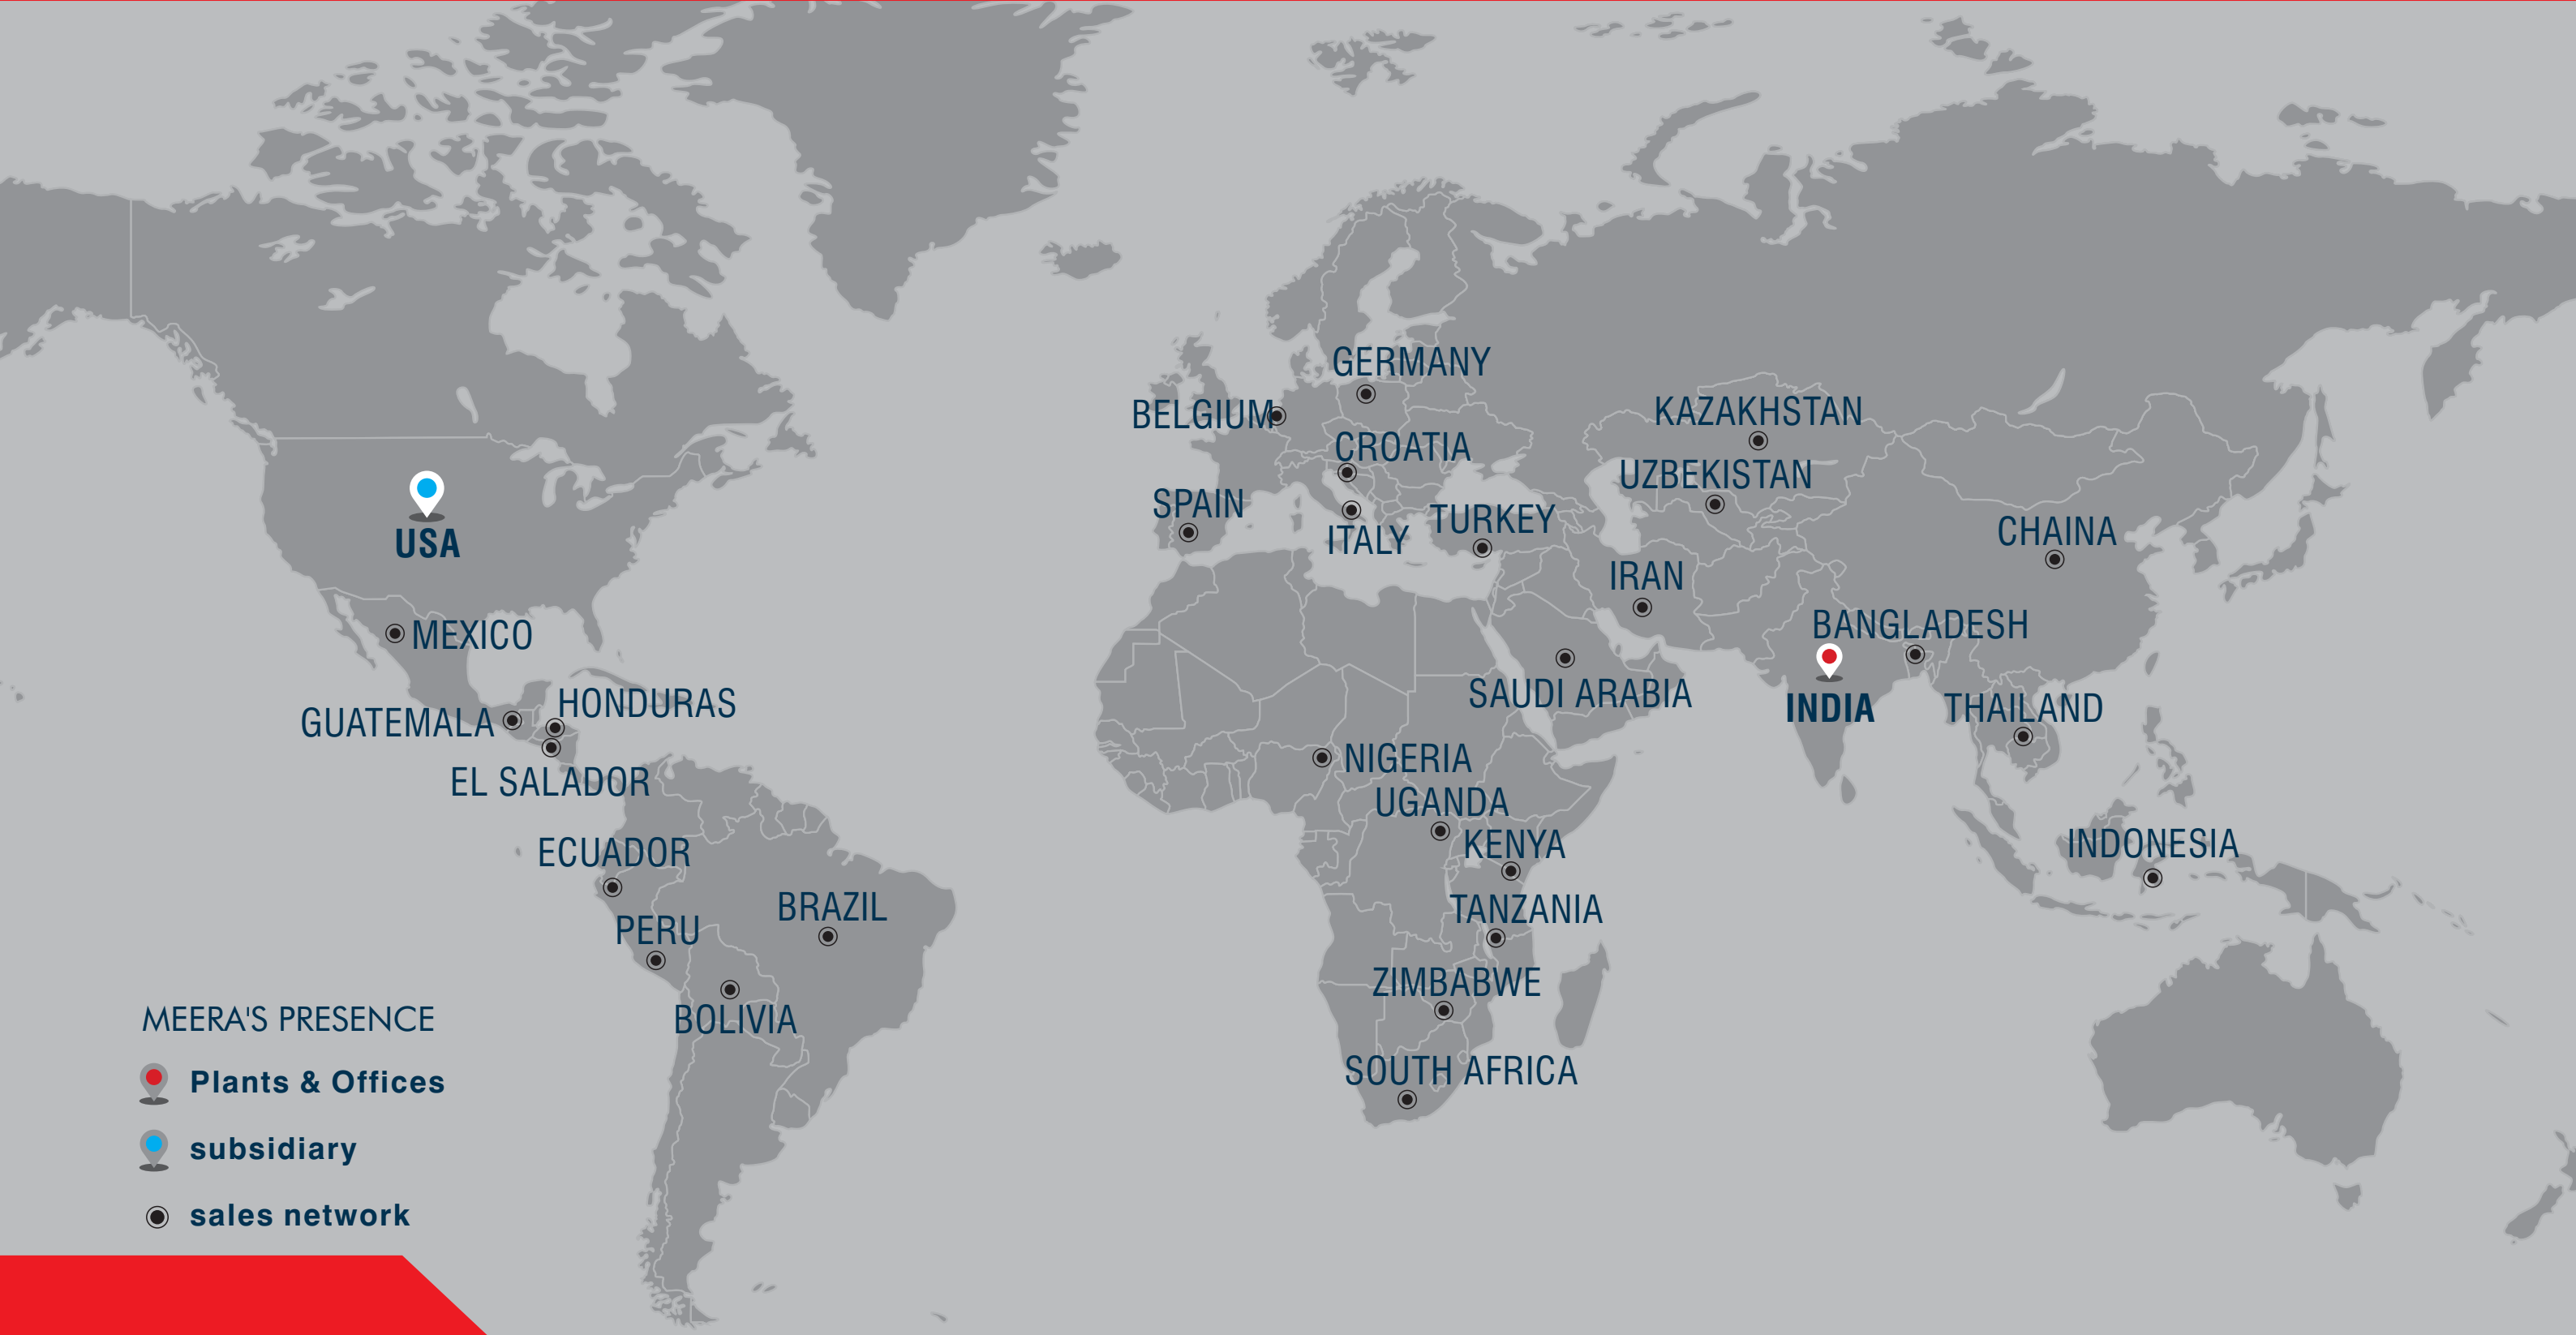 GERMANY
BELGIUM
KAZAKHSTAN
CROATIA
UZBEKISTAN
SPAIN
TURKEY
ITALY
CHAINA
USA
IRAN
BANGLADESH
MEXICO
SAUDI ARABIA
HONDURAS
GUATEMALA
INDIA
THAILAND
NIGERIA
EL SALADOR
UGANDA
KENYA
INDONESIA
ECUADOR
BRAZIL
TANZANIA
PERU
ZIMBABWE
BOLIVIA
SOUTH AFRICA
MEERA'S PRESENCE
Plants & Offices
subsidiary
sales network